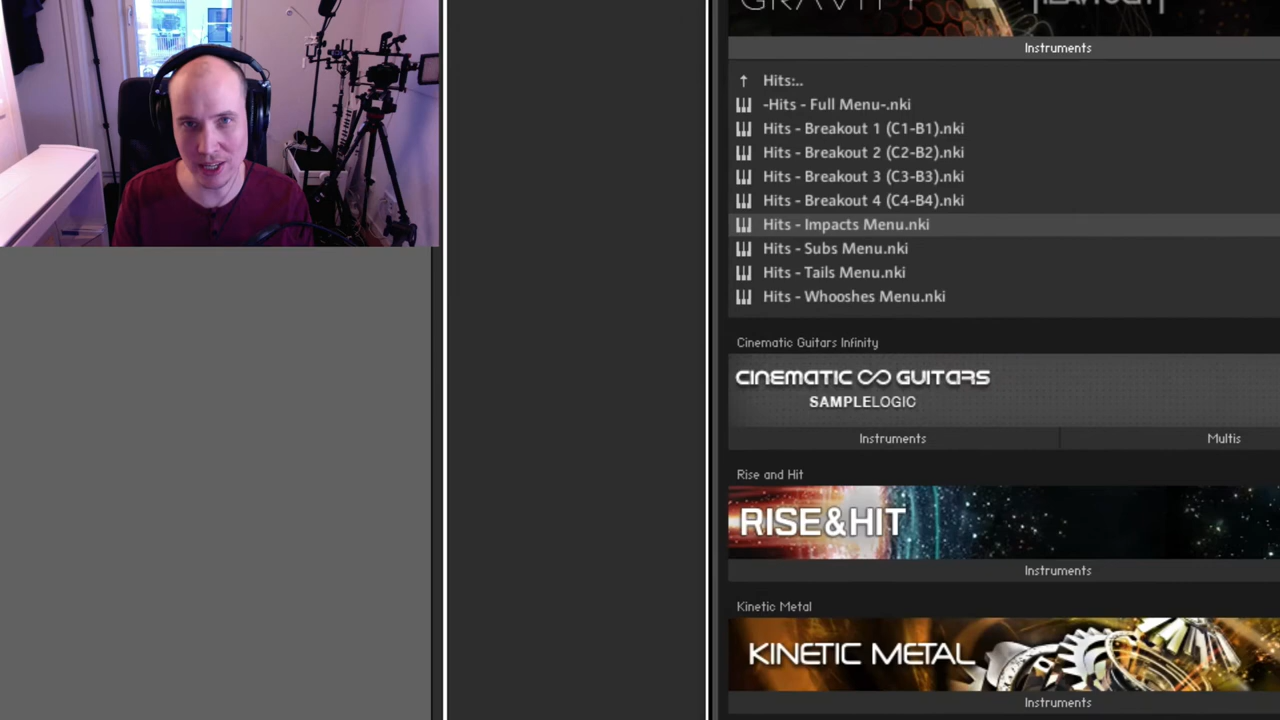 GRAVITY
HEAVYOCITY
Instruments
Hits:..
-Hits - Full Menu-.nki
Hits - Breakout 1 (C1-B1).nki
Hits - Breakout 2 (C2-B2).nki
Hits - Breakout 3 (C3-B3).nki
Hits - Breakout 4 (C4-B4).nki
Hits - Impacts Menu.nki
Hits - Subs Menu.nki
Hits - Tails Menu.nki
Hits - Whooshes Menu.nki
Cinematic Guitars Infinity
CINEMATIC GUITARS
SAMPLELOGIC
Instruments
Multis
Rise and Hit
RISE&HIT
Instruments
Kinetic Metal
KINETIC METAL
Instruments